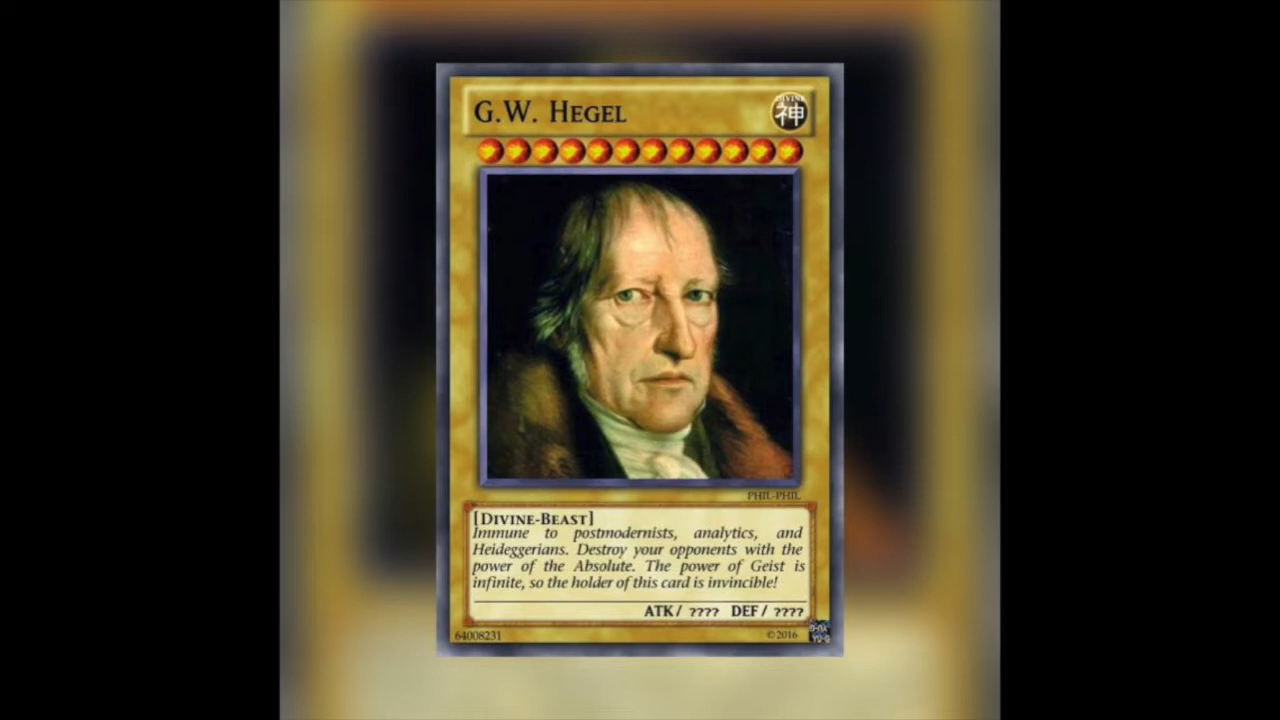 G.W. HEGEL
DIVINE
神
PHIL-PHIL
[DIVINE-BEAST]
Immune to postmodernists, analytics, and
Heideggerians. Destroy your opponents with the
power of the Absolute. The power of Geist is
infinite, so the holder of this card is invincible!
ATK/ ???? DEF/ ????
64008231 ©2016